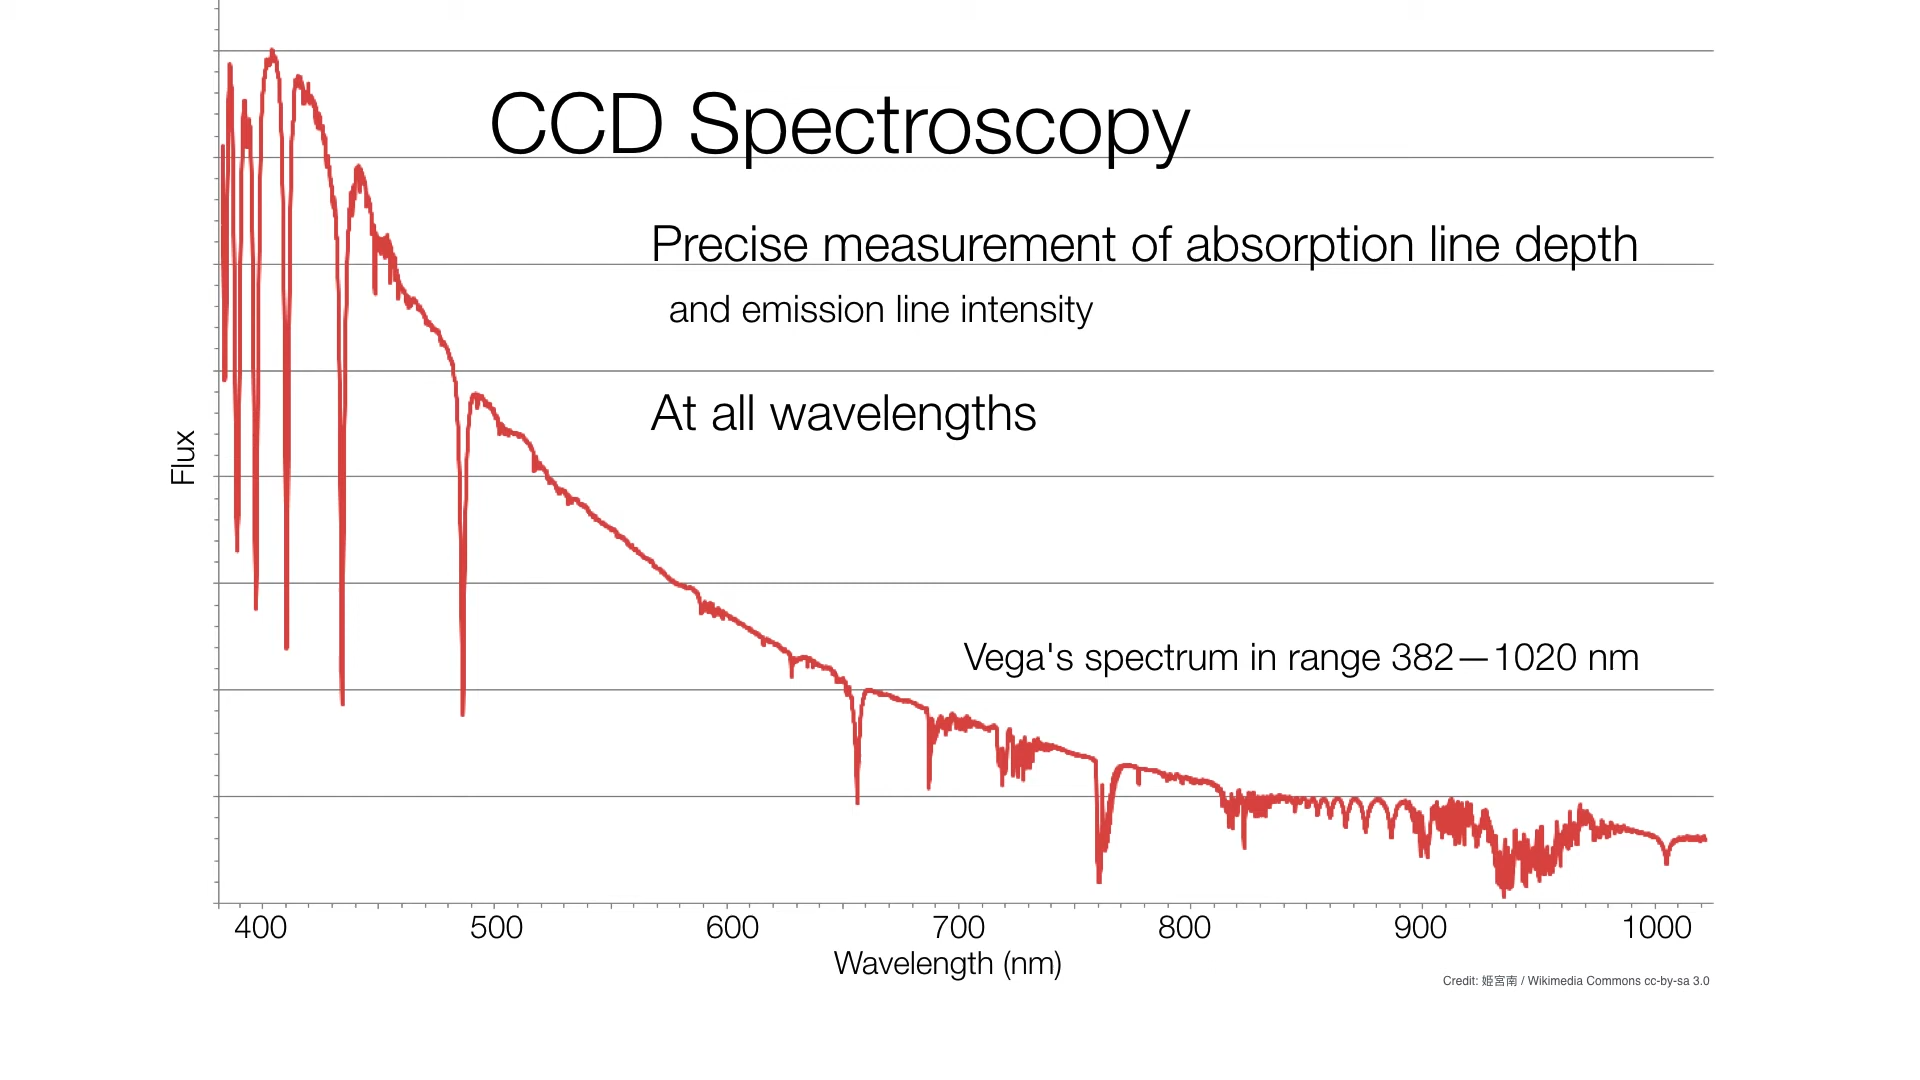 CCD Spectroscopy
Precise measurement of absorption line depth
and emission line intensity
At all wavelengths
Flux
Vega's spectrum in range 382—1020 nm
400 500 600 700 800 900 1000
Wavelength (nm)
Credit: 姫宮南 / Wikimedia Commons cc-by-sa 3.0